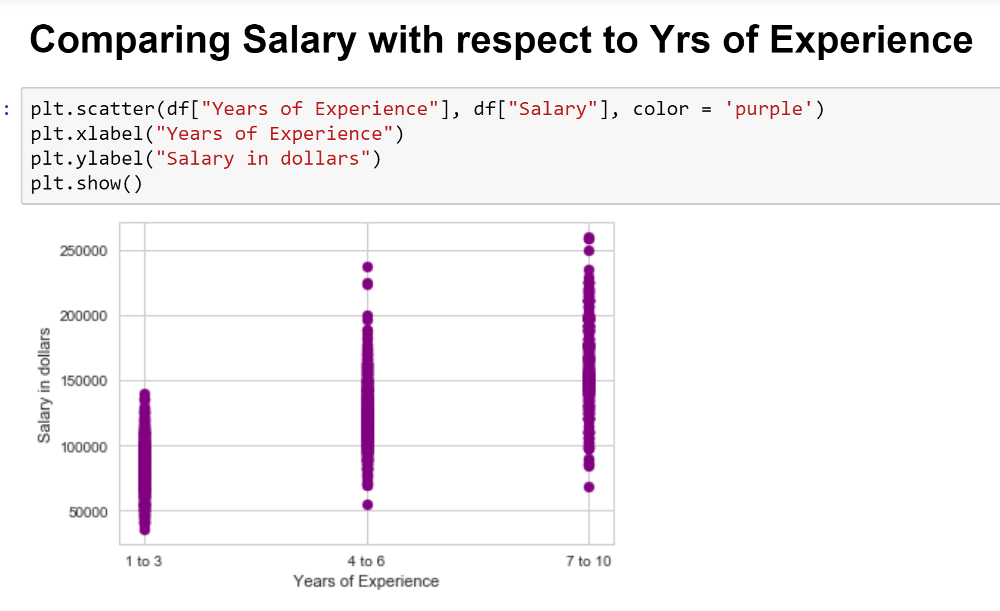 Comparing Salary with respect to Yrs of Experience
:
plt.scatter(df["Years of Experience"], df["Salary"], color = 'purple')
plt.xlabel("Years of Experience")
plt.ylabel("Salary in dollars")
plt.show()
250000
200000
150000
100000
50000
Salary in dollars
1 to 3
4 to 6
7 to 10
Years of Experience